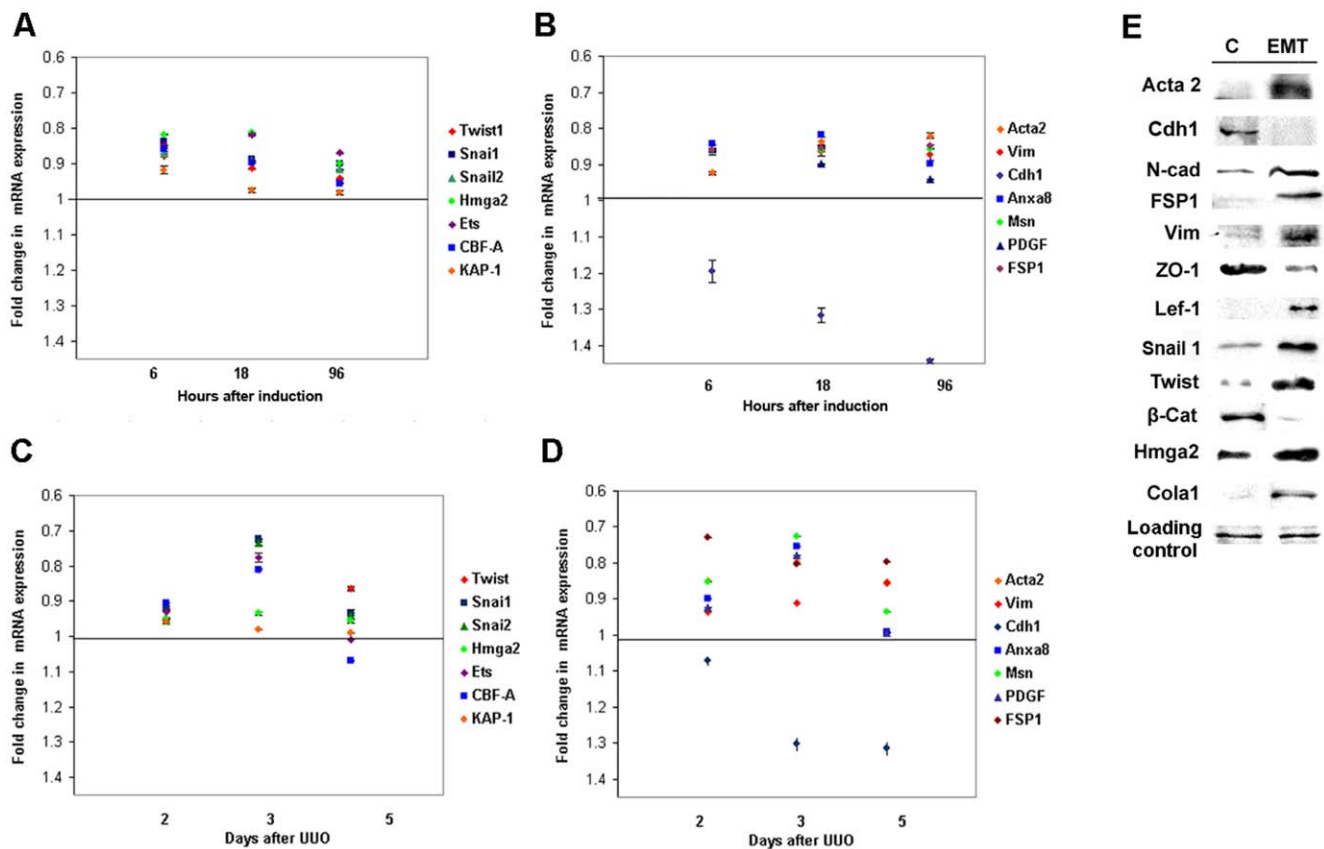 A
Fold change in mRNA expression
0.6
0.7
0.8
0.9
1
1.1
1.2
1.3
1.4
6
18
96
Hours after induction
Twist1
Snai1
Snail2
Hmga2
Ets
CBF-A
KAP-1
B
Fold change in mRNA expression
0.6
0.7
0.8
0.9
1
1.1
1.2
1.3
1.4
6
18
96
Hours after induction
Acta2
Vim
Cdh1
Anxa8
Msn
PDGF
FSP1
C
Fold change in mRNA expression
0.6
0.7
0.8
0.9
1
1.1
1.2
1.3
1.4
2
3
5
Days after UUO
Twist
Snai1
Snai2
Hmga2
Ets
CBF-A
KAP-1
D
Fold change in mRNA expression
0.6
0.7
0.8
0.9
1
1.1
1.2
1.3
1.4
2
3
5
Days after UUO
Acta2
Vim
Cdh1
Anxa8
Msn
PDGF
FSP1
E
C EMT
Acta 2
Cdh1
N-cad
FSP1
Vim
ZO-1
Lef-1
Snail 1
Twist
β-Cat
Hmga2
Cola1
Loading
control